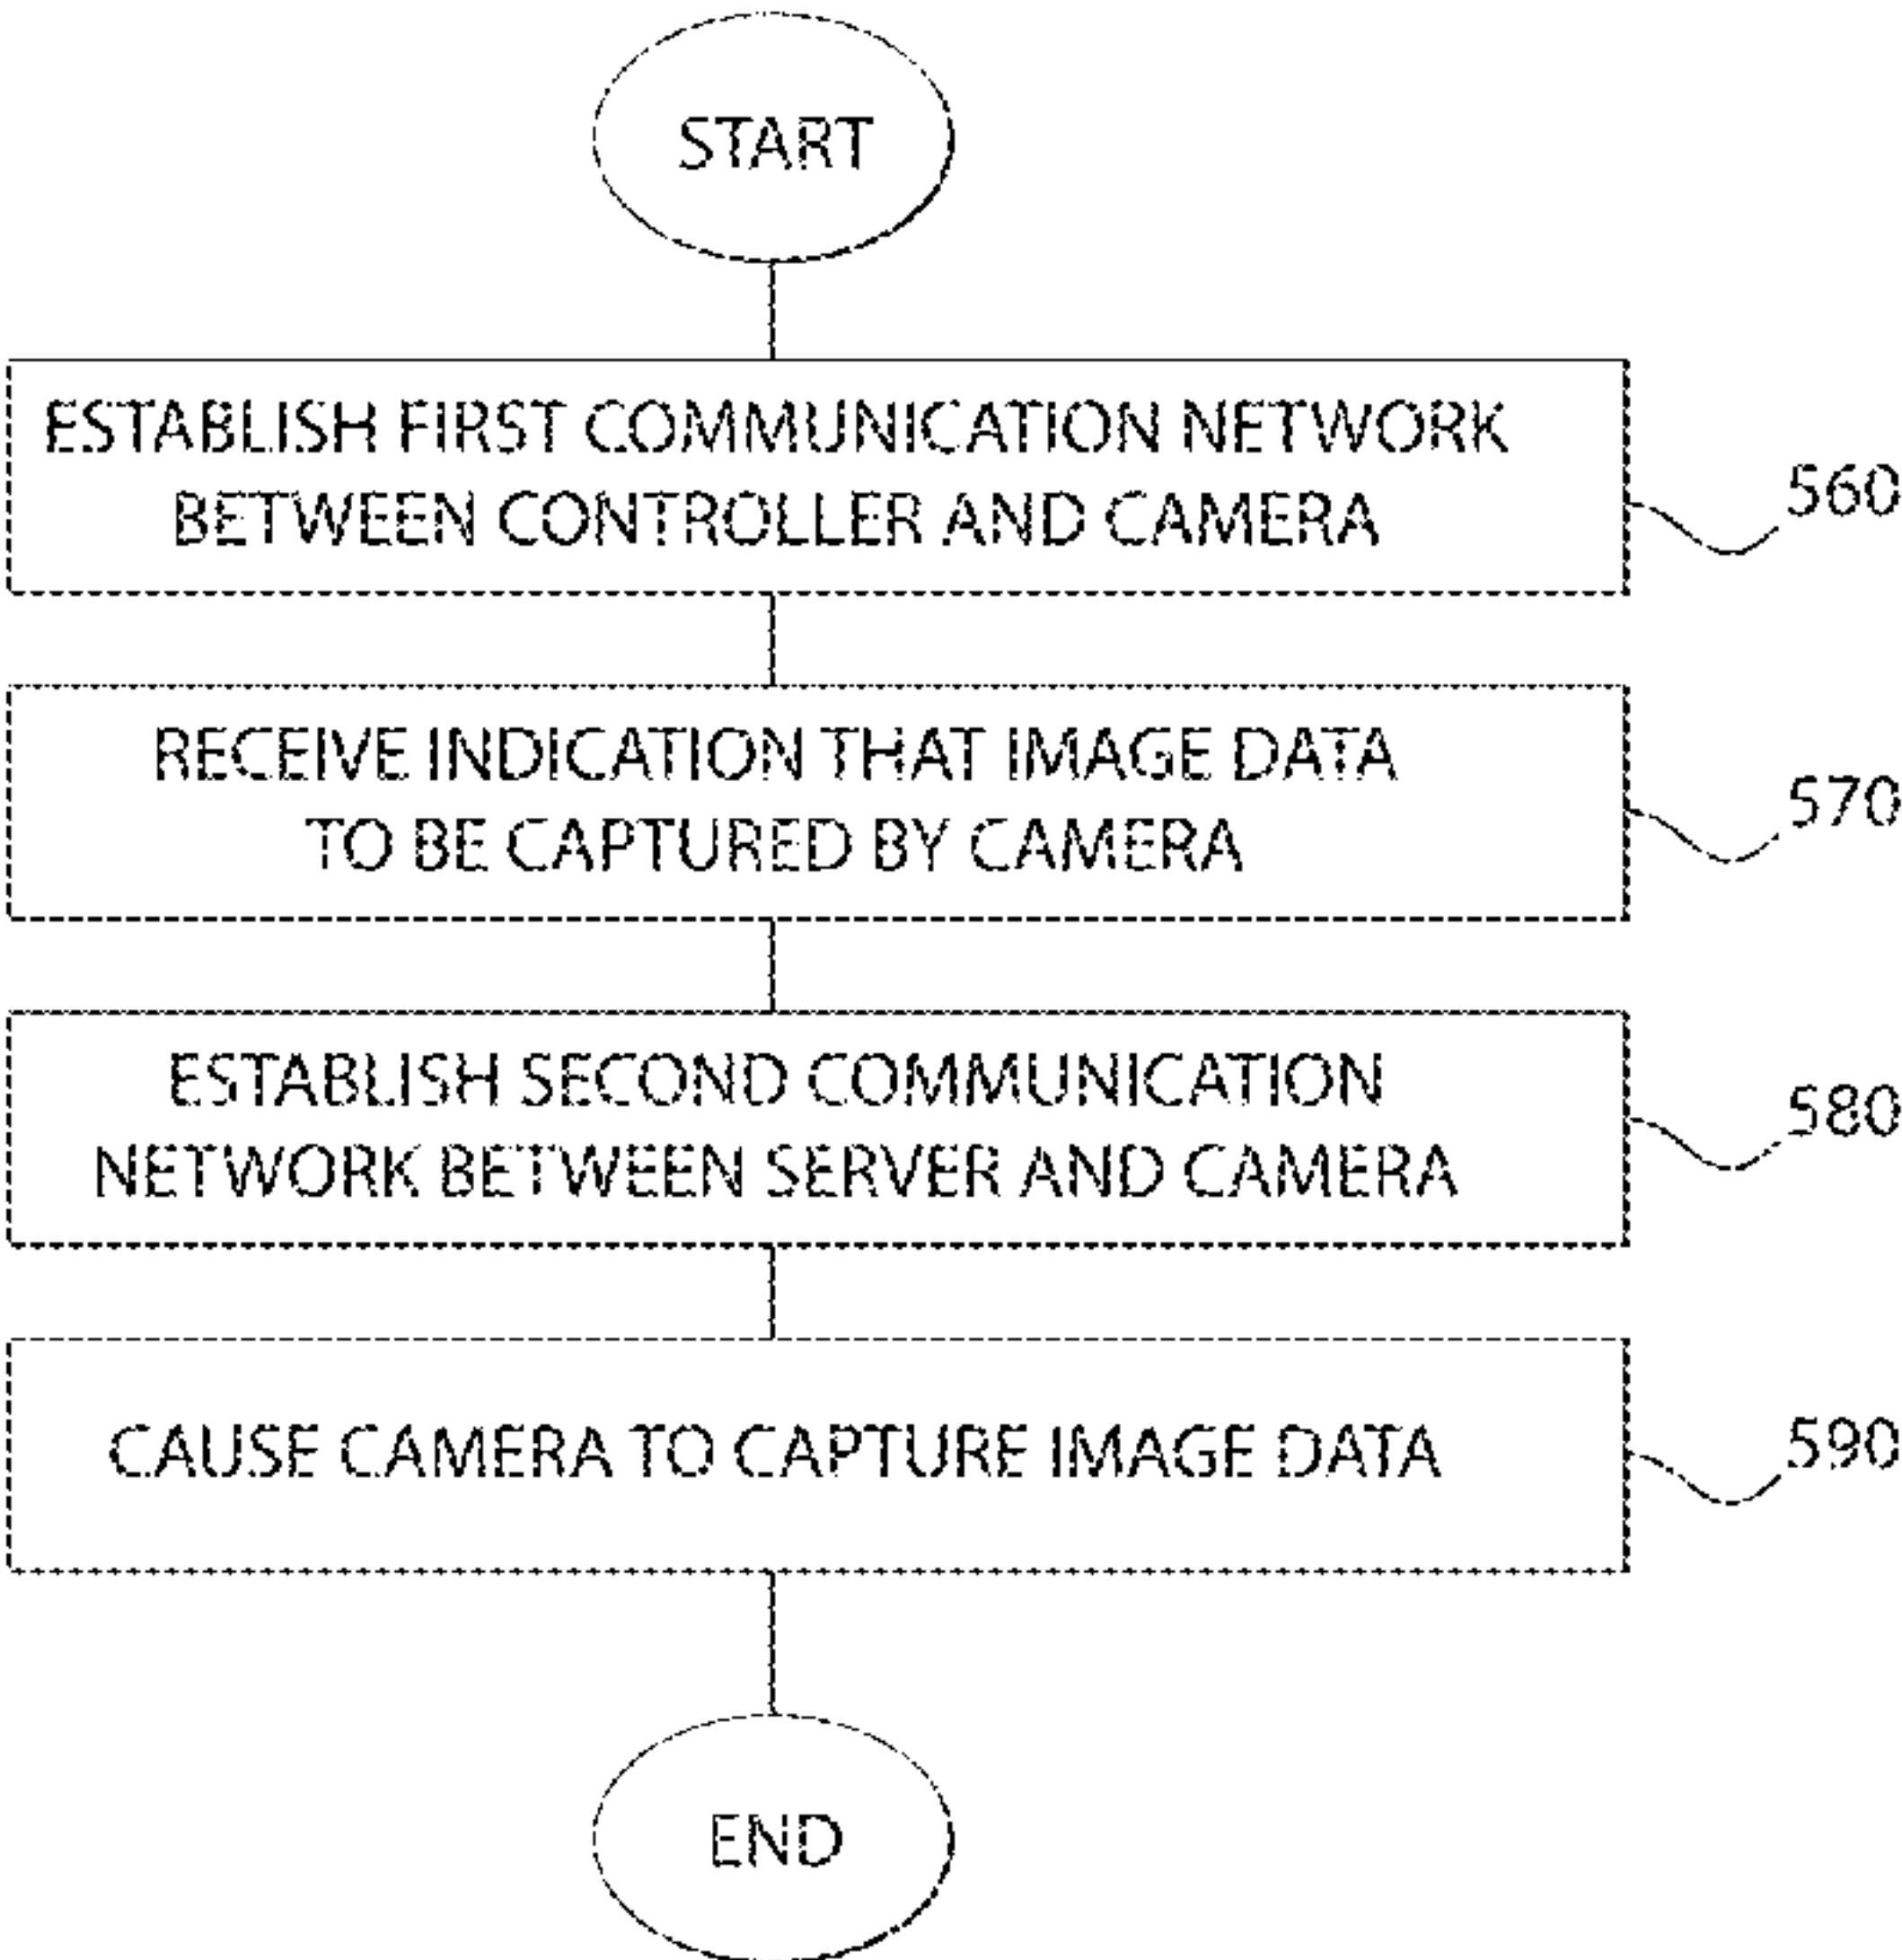 START
ESTABLISH FIRST COMMUNICATION NETWORK
BETWEEN CONTROLLER AND CAMERA
560
RECEIVE INDICATION THAT IMAGE DATA
TO BE CAPTURED BY CAMERA
570
ESTABLISH SECOND COMMUNICATION
NETWORK BETWEEN SERVER AND CAMERA
580
CAUSE CAMERA TO CAPTURE IMAGE DATA
590
END